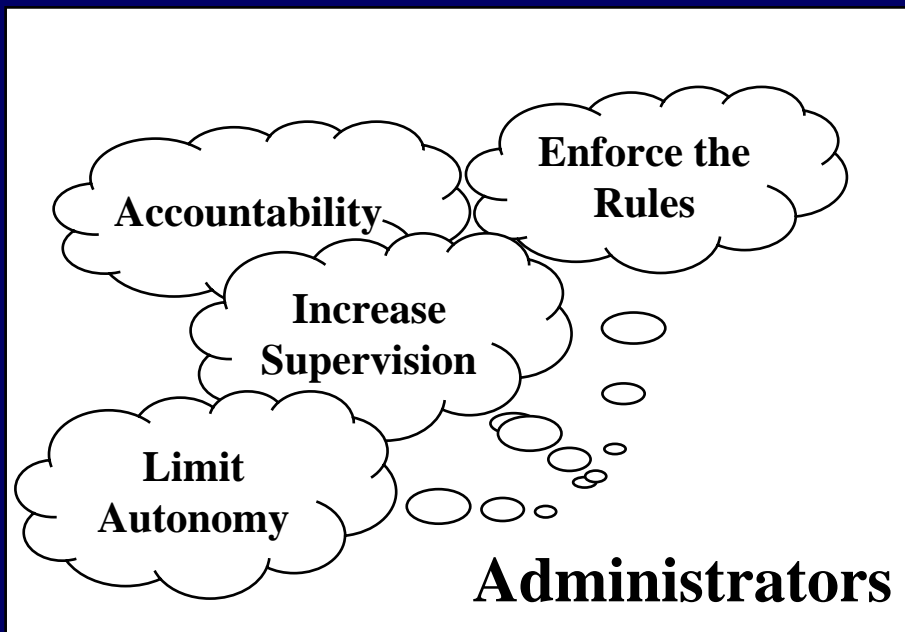 Enforce the
Rules
Accountability
Increase
Supervision
Limit
Autonomy
Administrators